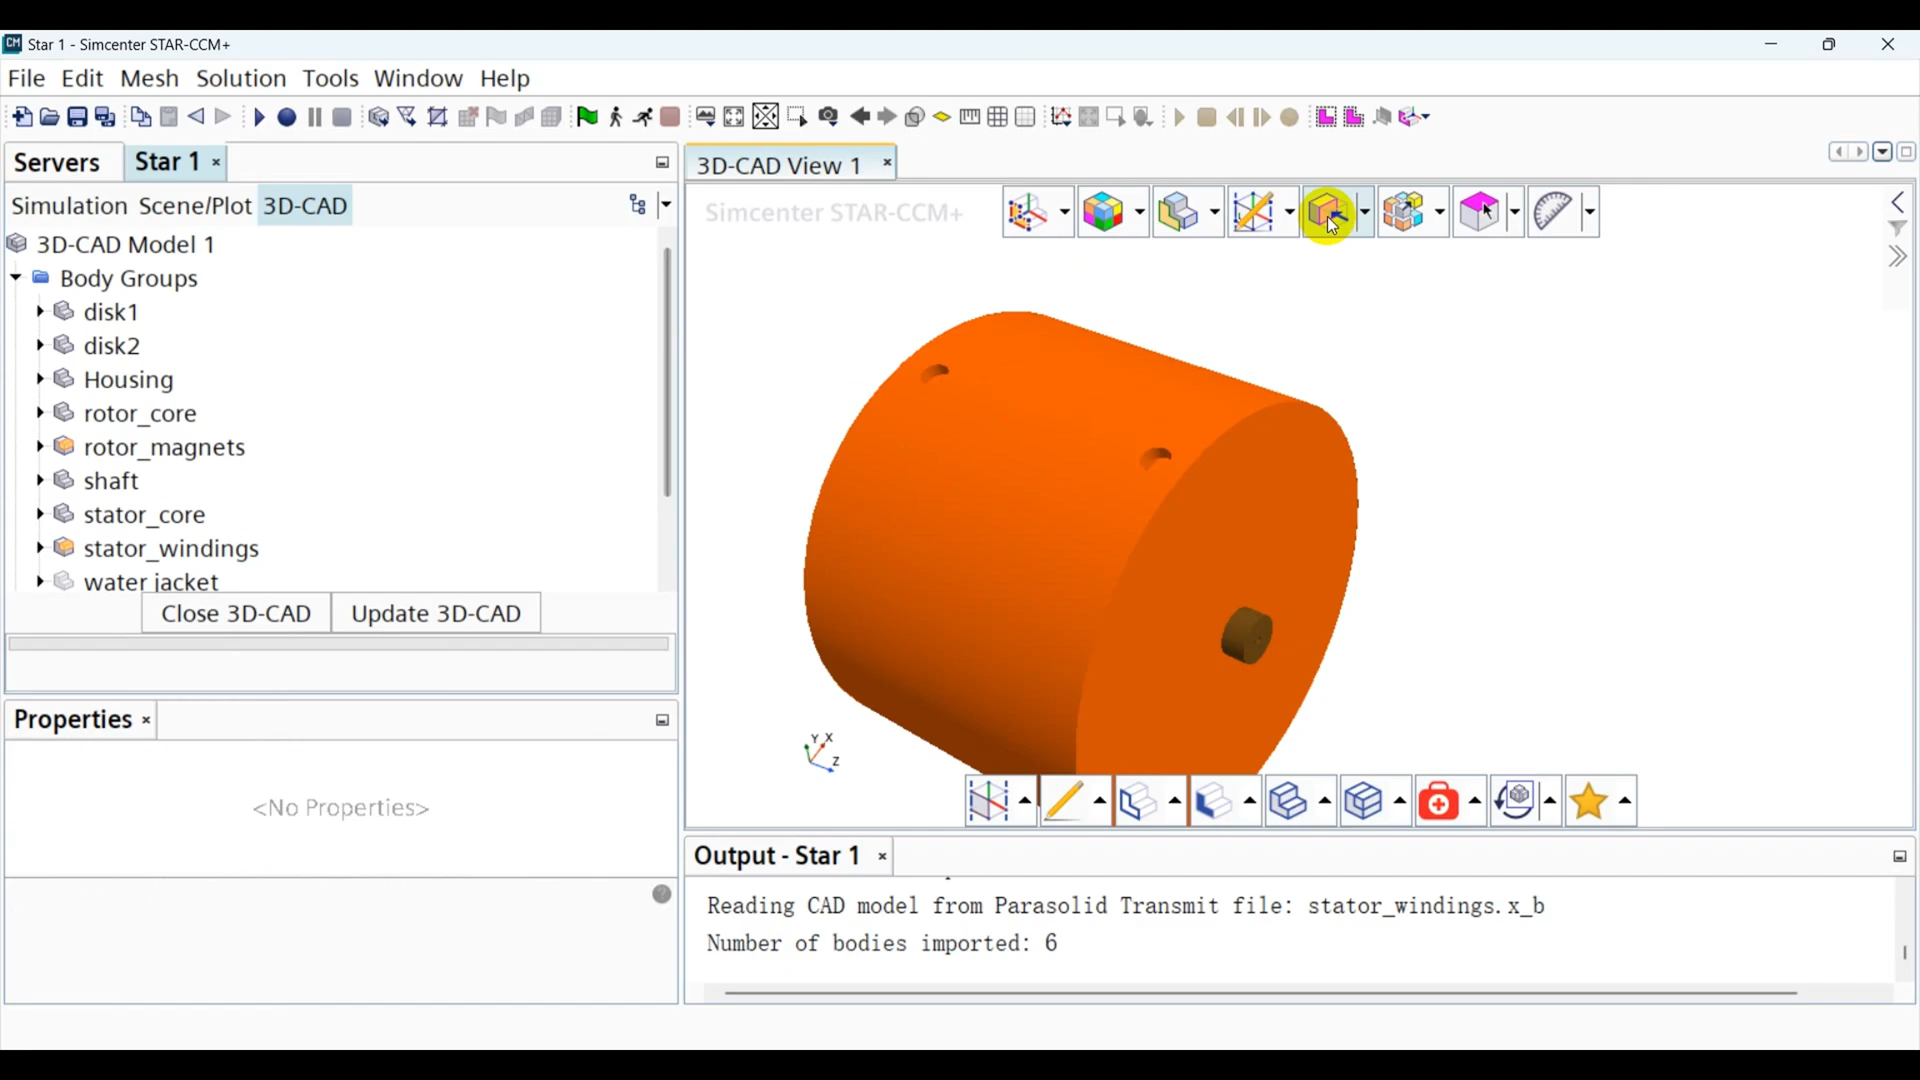 CM Star 1 - Simcenter STAR-CCM+
File Edit Mesh Solution Tools Window Help
Servers Star 1 ×
Simulation Scene/Plot 3D-CAD
3D-CAD Model 1
Body Groups
disk1
disk2
Housing
rotor_core
rotor_magnets
shaft
stator_core
stator_windings
water jacket
Close 3D-CAD Update 3D-CAD
Properties ×
<No Properties>
3D-CAD View 1 ×
Simcenter STAR-CCM+
Y X
Z
Output - Star 1 ×
Reading CAD model from Parasolid Transmit file: stator_windings.x_b
Number of bodies imported: 6